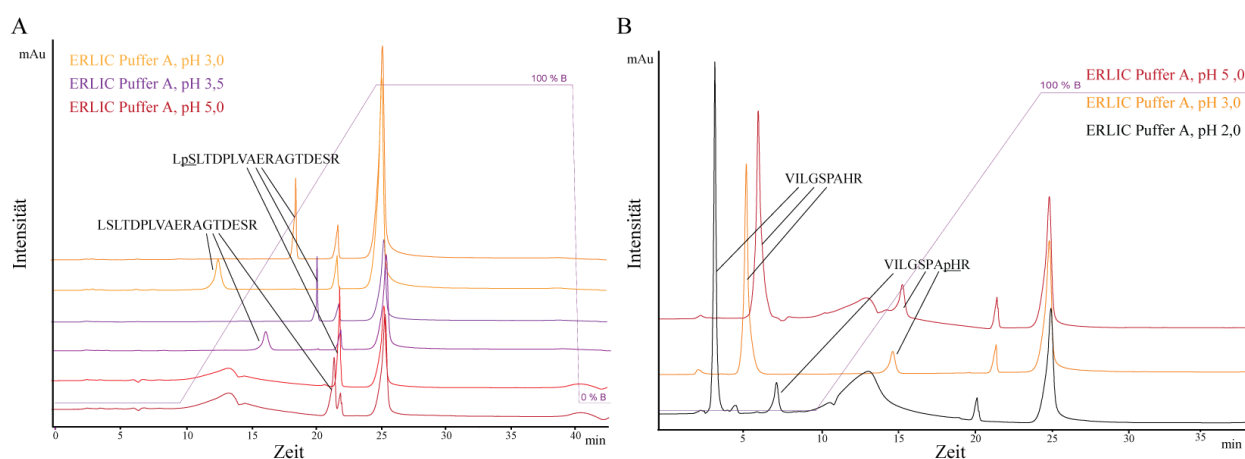 A
mAu
Intensität
ERLIC Puffer A, pH 3,0
ERLIC Puffer A, pH 3,5
ERLIC Puffer A, pH 5,0
100 % B
LpSLTDPLVAERAGTDESR
LSLTDPLVAERAGTDESR
0 % B
0 5 10 15 20 25 30 35 40 min
Zeit
B
mAu
Intensität
100 % B
ERLIC Puffer A, pH 5 ,0
ERLIC Puffer A, pH 3,0
ERLIC Puffer A, pH 2,0
VILGSPAHR
VILGSPApHR
5 10 15 20 25 30 35 min
Zeit